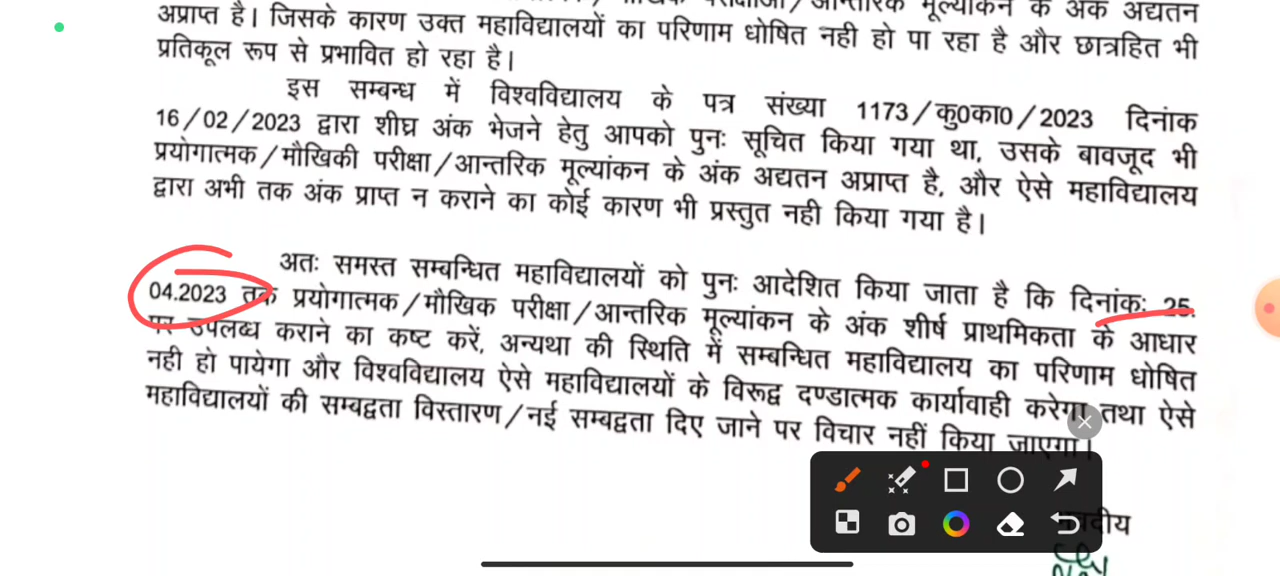 अप्राप्त है। जिसके कारण उक्त महाविद्यालयों का परिणाम धोषित नही हो पा रहा है और छात्रहित भी
प्रतिकूल रूप से प्रभावित हो रहा है।
इस सम्बन्ध में विश्वविद्यालय के पत्र संख्या 1173/कु0का0/2023 दिनांक
16/02/2023 द्वारा शीघ्र अंक भेजने हेतु आपको पुनः सूचित किया गया था, उसके बावजूद भी
प्रयोगात्मक/मौखिकी परीक्षा/आन्तरिक मूल्यांकन के अंक अद्यतन अप्राप्त है, और ऐसे महाविद्यालय
द्वारा अभी तक अंक प्राप्त न कराने का कोई कारण भी प्रस्तुत नही किया गया है।
अतः समस्त सम्बन्धित महाविद्यालयों को पुनः आदेशित किया जाता है कि दिनांक: 25.
04.2023 तक प्रयोगात्मक/मौखिक परीक्षा/आन्तरिक मूल्यांकन के अंक शीर्ष प्राथमिकता के आधार
पर उपलब्ध कराने का कष्ट करें, अन्यथा की स्थिति में सम्बन्धित महाविद्यालय का परिणाम धोषित
नही हो पायेगा और विश्वविद्यालय ऐसे महाविद्यालयों के विरूद्व दण्डात्मक कार्यावाही करेगा तथा ऐसे
महाविद्यालयों की सम्बद्वता विस्तारण/नई सम्बद्वता दिए जाने पर विचार नहीं किया जाएगा।